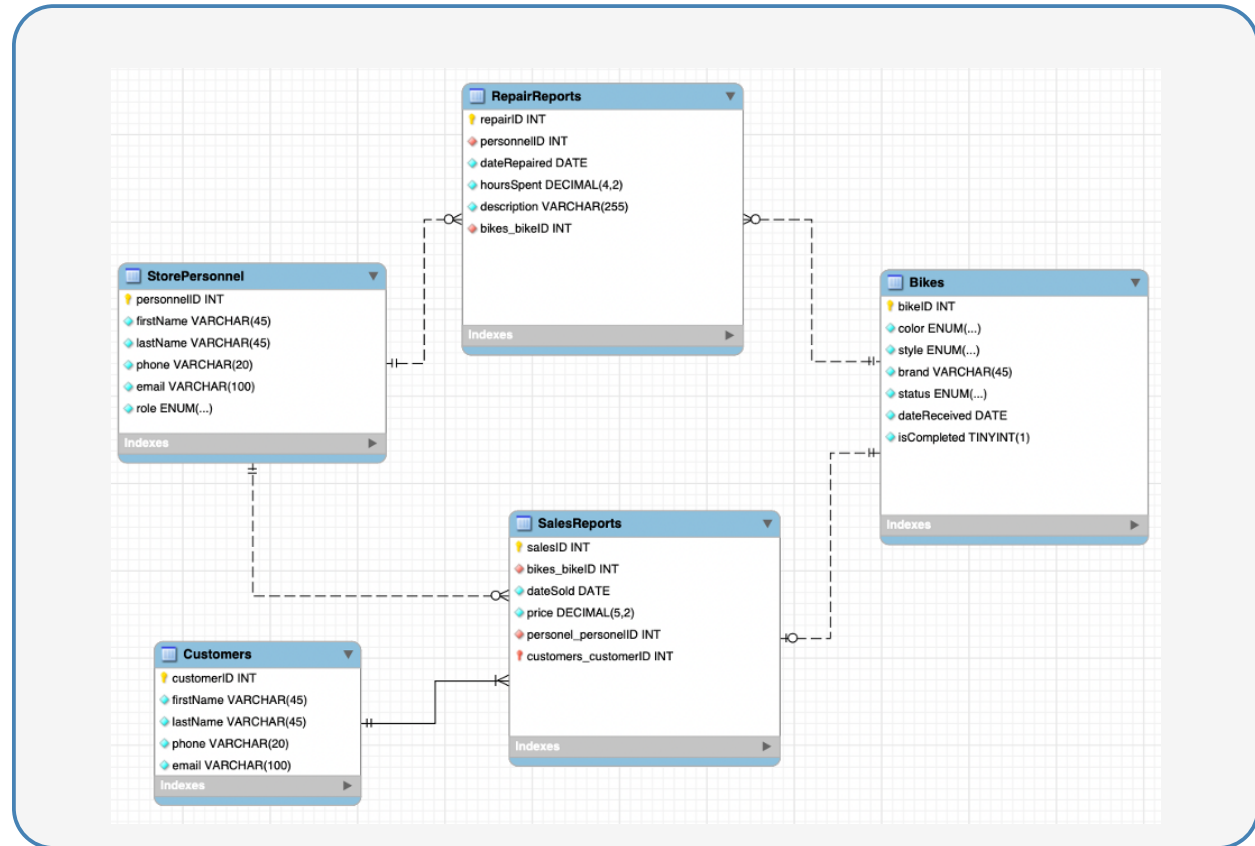 RepairReports
repairID INT
personnelID INT
dateRepaired DATE
hoursSpent DECIMAL(4,2)
description VARCHAR(255)
bikes_bikeID INT
Indexes
StorePersonnel
personnelID INT
firstName VARCHAR(45)
lastName VARCHAR(45)
phone VARCHAR(20)
email VARCHAR(100)
role ENUM(...)
Indexes
Bikes
bikeID INT
color ENUM(...)
style ENUM(...)
brand VARCHAR(45)
status ENUM(...)
dateReceived DATE
isCompleted TINYINT(1)
Indexes
SalesReports
salesID INT
bikes_bikeID INT
dateSold DATE
price DECIMAL(5,2)
personel_personelID INT
customers_customerID INT
Indexes
Customers
customerID INT
firstName VARCHAR(45)
lastName VARCHAR(45)
phone VARCHAR(20)
email VARCHAR(100)
Indexes